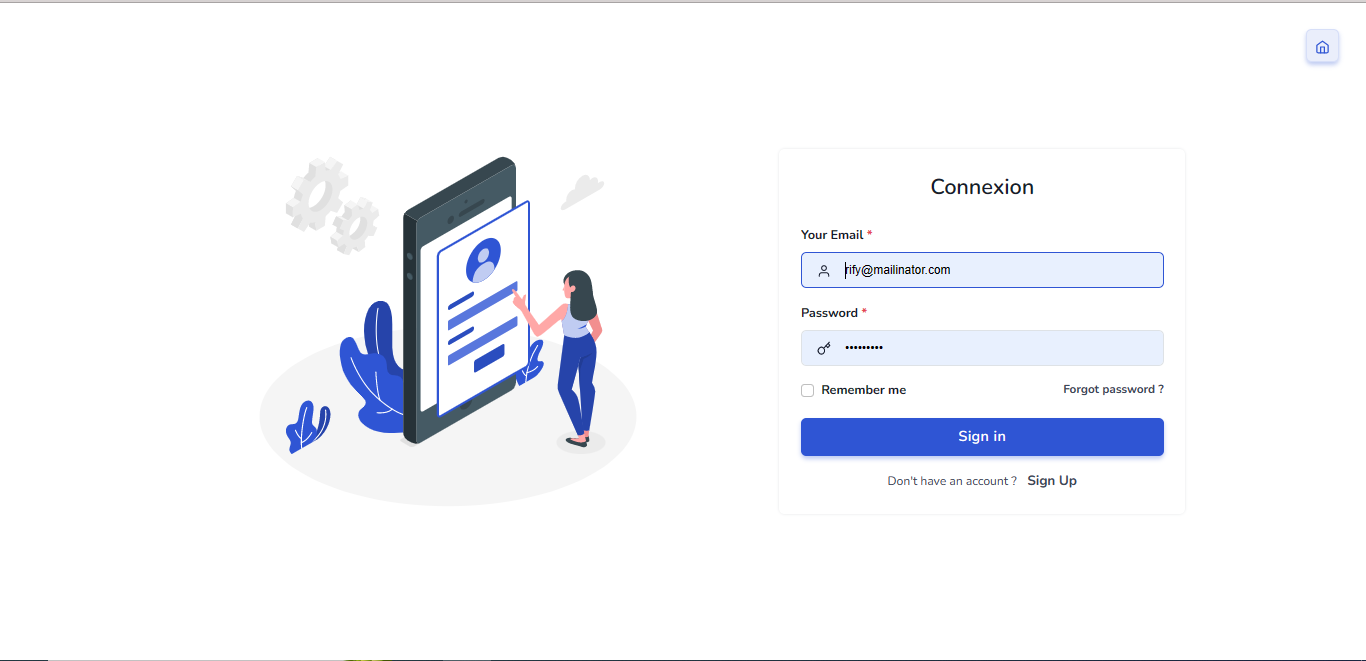 Connexion
Your Email *
rify@mailinator.com
Password *
•••••••••
Remember me
Forgot password ?
Sign in
Don't have an account ? Sign Up